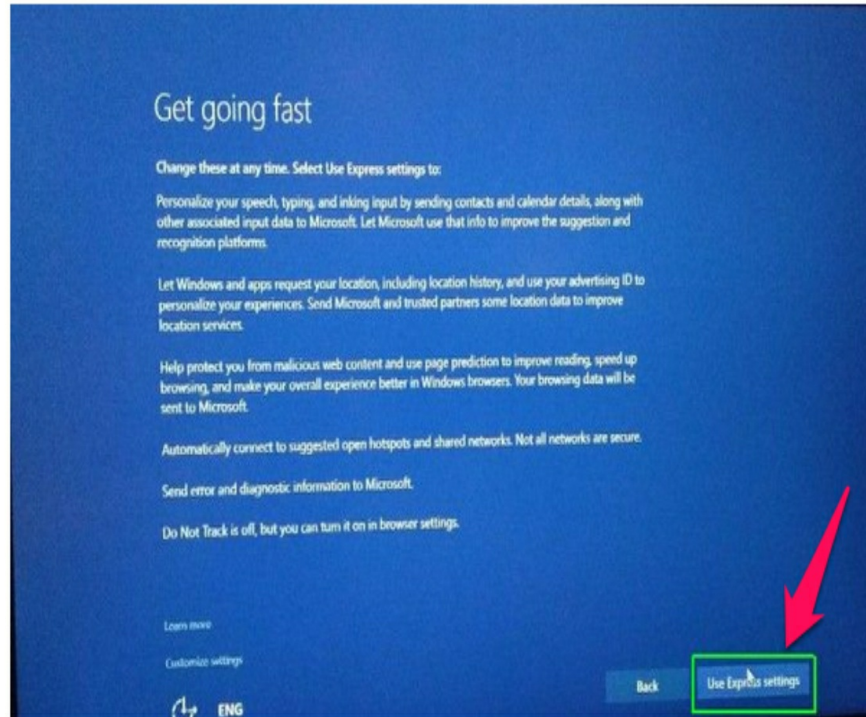 Get going fast
Change these at any time. Select Use Express settings to:
Personalize your speech, typing, and inking input by sending contacts and calendar details, along with
other associated input data to Microsoft. Let Microsoft use that info to improve the suggestion and
recognition platforms.
Let Windows and apps request your location, including location history, and use your advertising ID to
personalize your experiences. Send Microsoft and trusted partners some location data to improve
location services.
Help protect you from malicious web content and use page prediction to improve reading, speed up
browsing, and make your overall experience better in Windows browsers. Your browsing data will be
sent to Microsoft.
Automatically connect to suggested open hotspots and shared networks. Not all networks are secure.
Send error and diagnostic information to Microsoft.
Do Not Track is off, but you can turn it on in browser settings.
Learn more
Customize settings
Back
Use Express settings
ENG